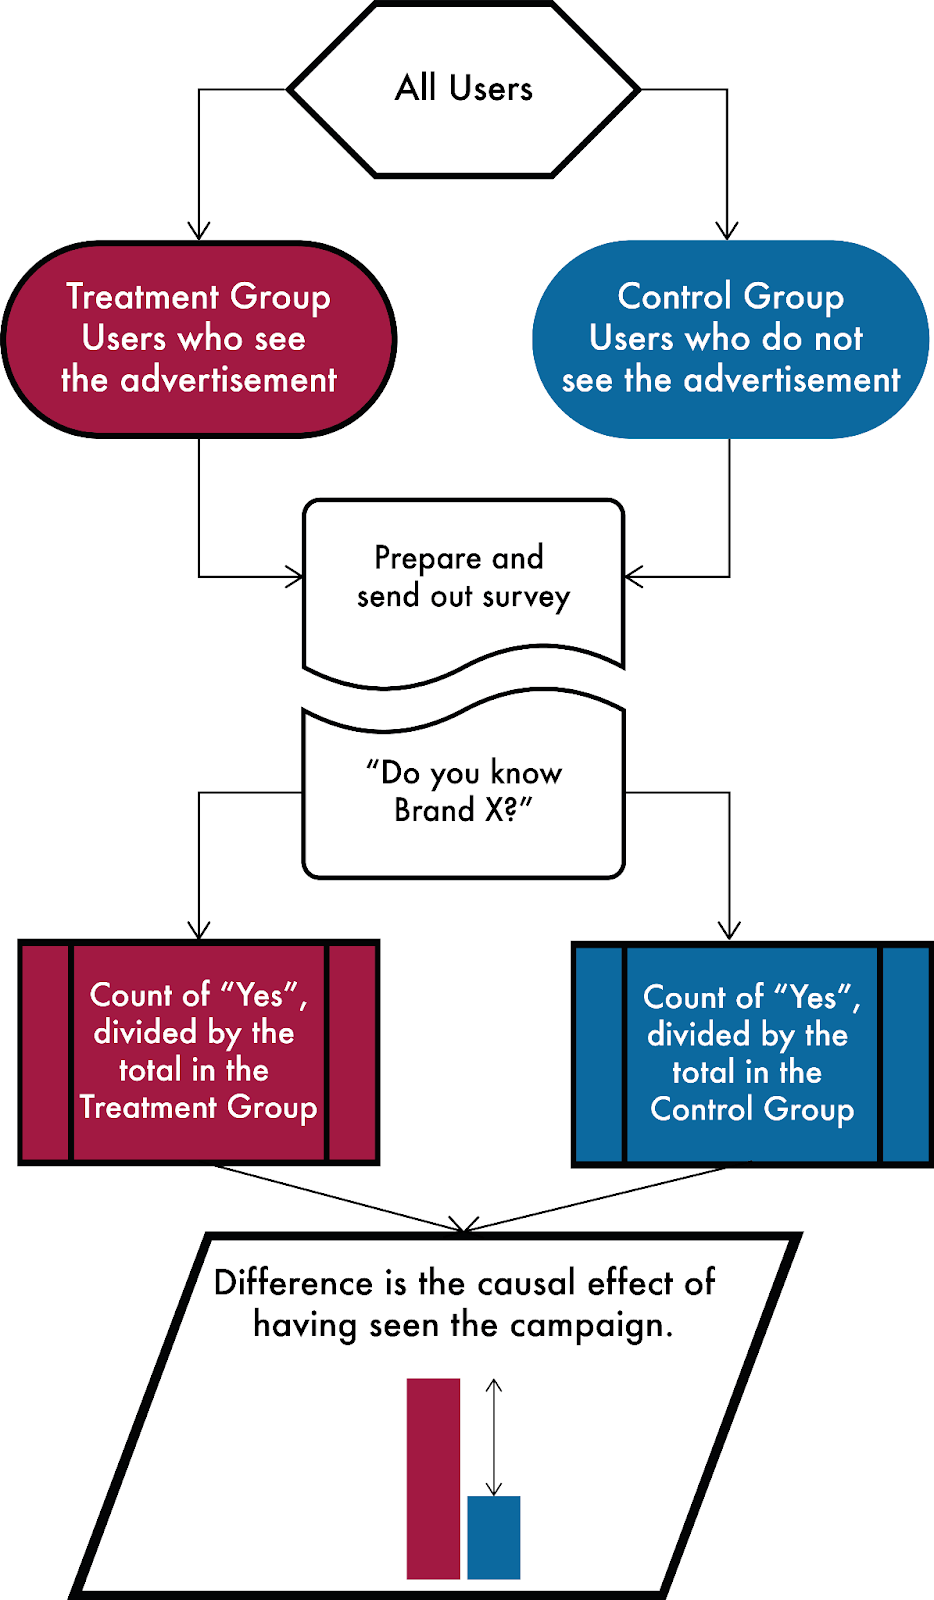 All Users
Treatment Group
Users who see
the advertisement
Control Group
Users who do not
see the advertisement
Prepare and
send out survey
“Do you know
Brand X?”
Count of “Yes”,
divided by the
total in the
Treatment Group
Count of “Yes”,
divided by the
total in the
Control Group
Difference is the causal effect of
having seen the campaign.